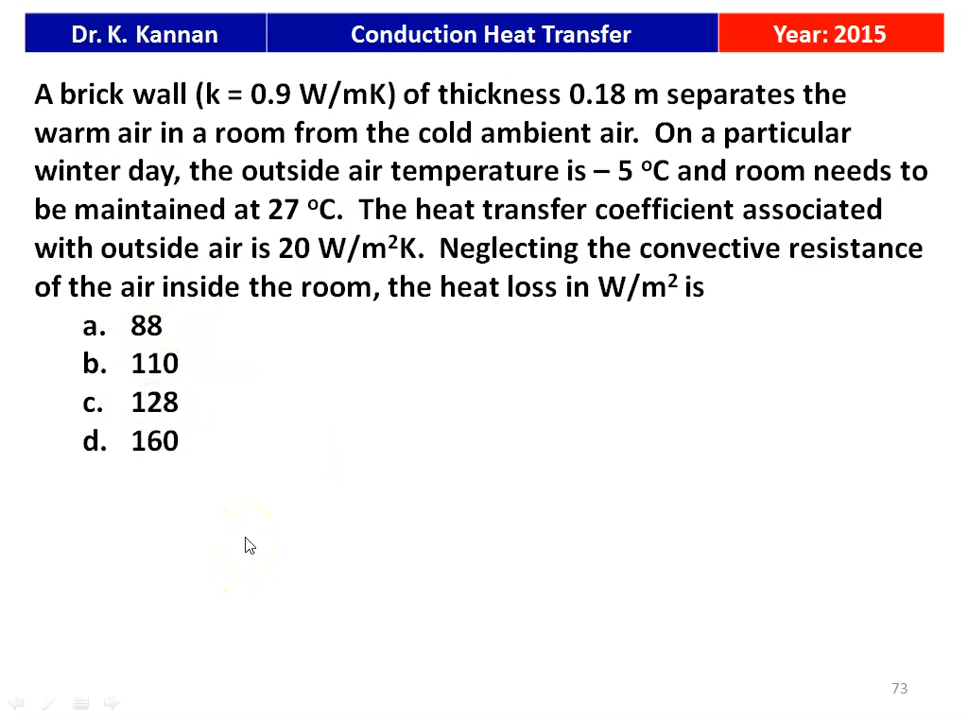 Dr. K. Kannan
Conduction Heat Transfer
Year: 2015
A brick wall (k = 0.9 W/mK) of thickness 0.18 m separates the
warm air in a room from the cold ambient air. On a particular
winter day, the outside air temperature is – 5 ᵒC and room needs to
be maintained at 27 ᵒC. The heat transfer coefficient associated
with outside air is 20 W/m²K. Neglecting the convective resistance
of the air inside the room, the heat loss in W/m² is
a. 88
b. 110
c. 128
d. 160
73